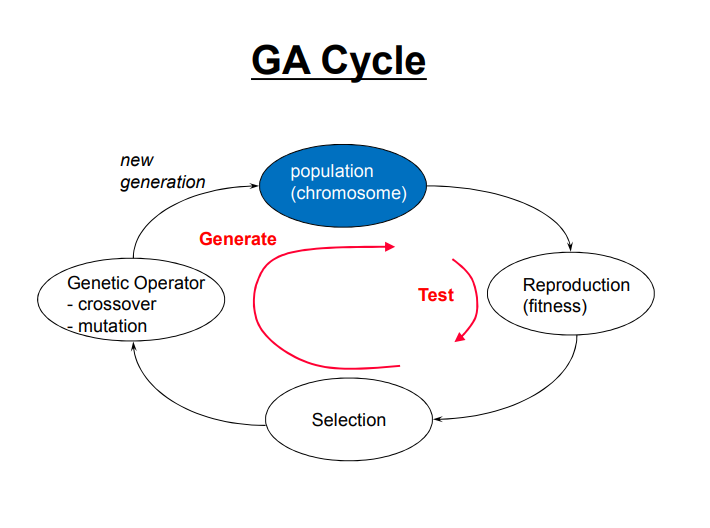 GA Cycle
new
generation
population
(chromosome)
Generate
Genetic Operator
- crossover
- mutation
Test
Reproduction
(fitness)
Selection